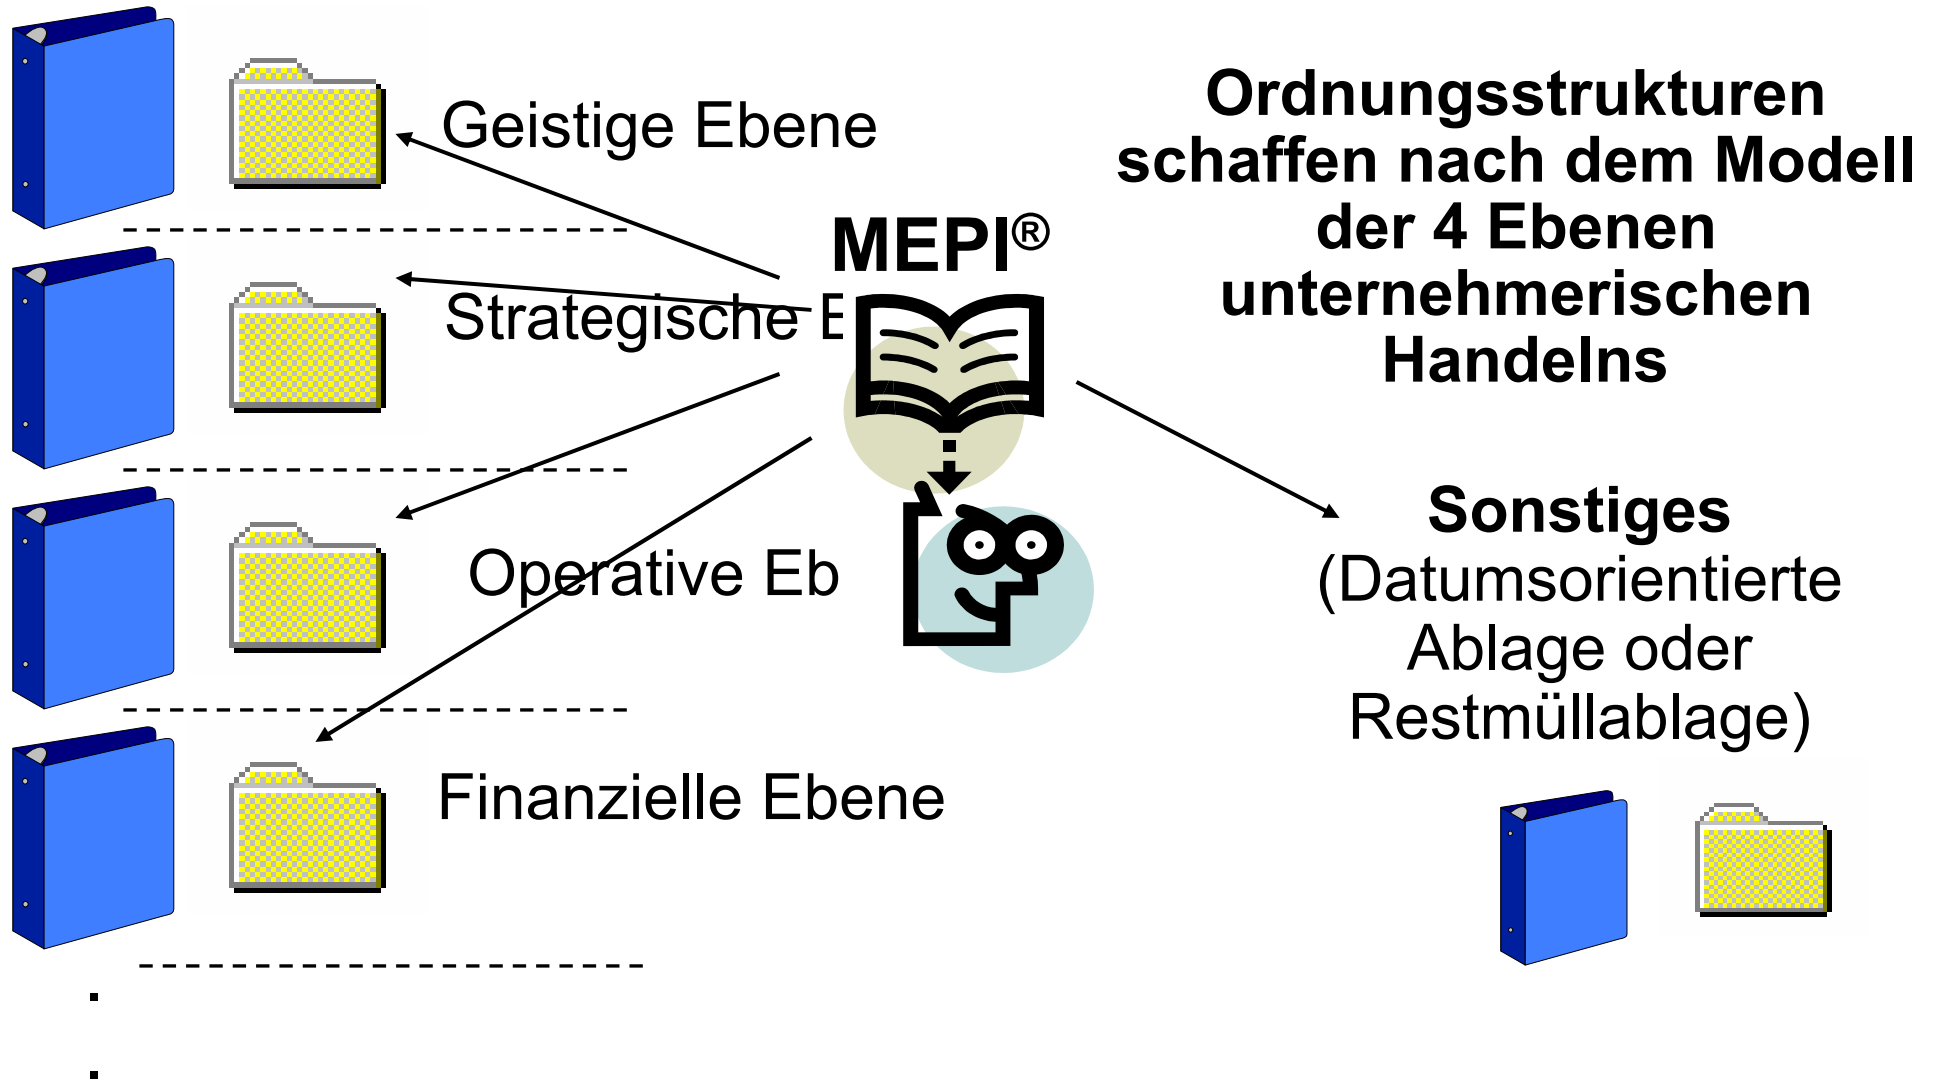 Geistige Ebene
MEPI®
Strategische E
Operative Eb
Finanzielle Ebene
Ordnungsstrukturen
schaffen nach dem Modell
der 4 Ebenen
unternehmerischen
Handelns
Sonstiges
(Datumsorientierte
Ablage oder
Restmüllablage)